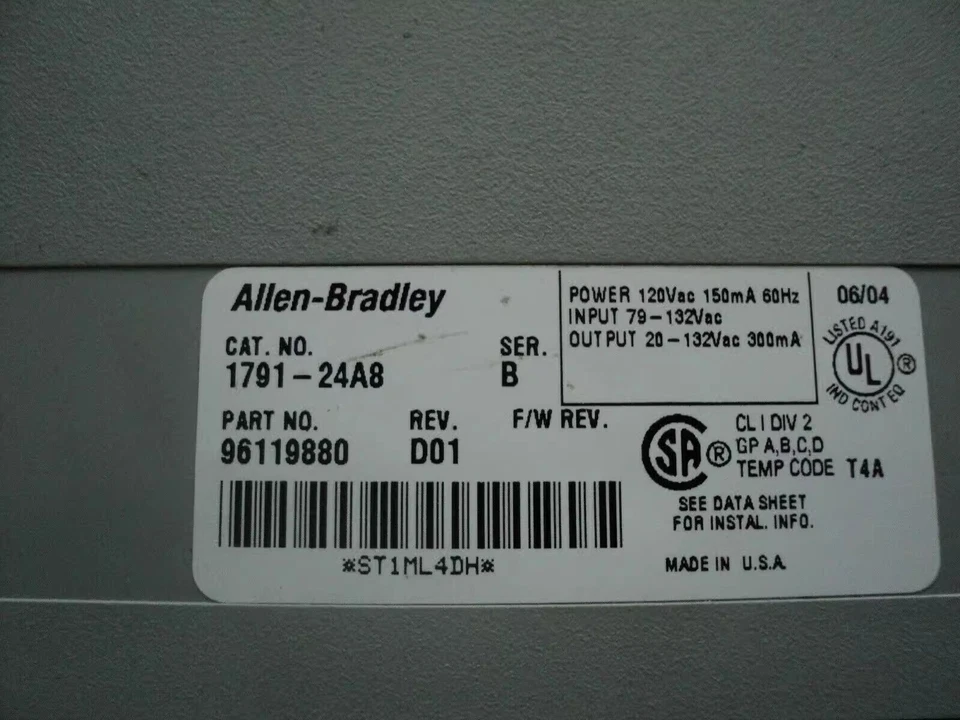 Allen-Bradley
CAT. NO.
1791-24A8
SER.
B
PART NO.
96119880
REV.
D01
F/W REV.
*ST1ML4DH*
POWER 120Vac 150mA 60Hz
INPUT 79-132Vac
OUTPUT 20-132Vac 300mA
06/04
LISTED A191
UL ®
IND CONT EQ
SA ®
CL I DIV 2
GP A,B,C,D
TEMP CODE T4A
SEE DATA SHEET
FOR INSTAL. INFO.
MADE IN U.S.A.